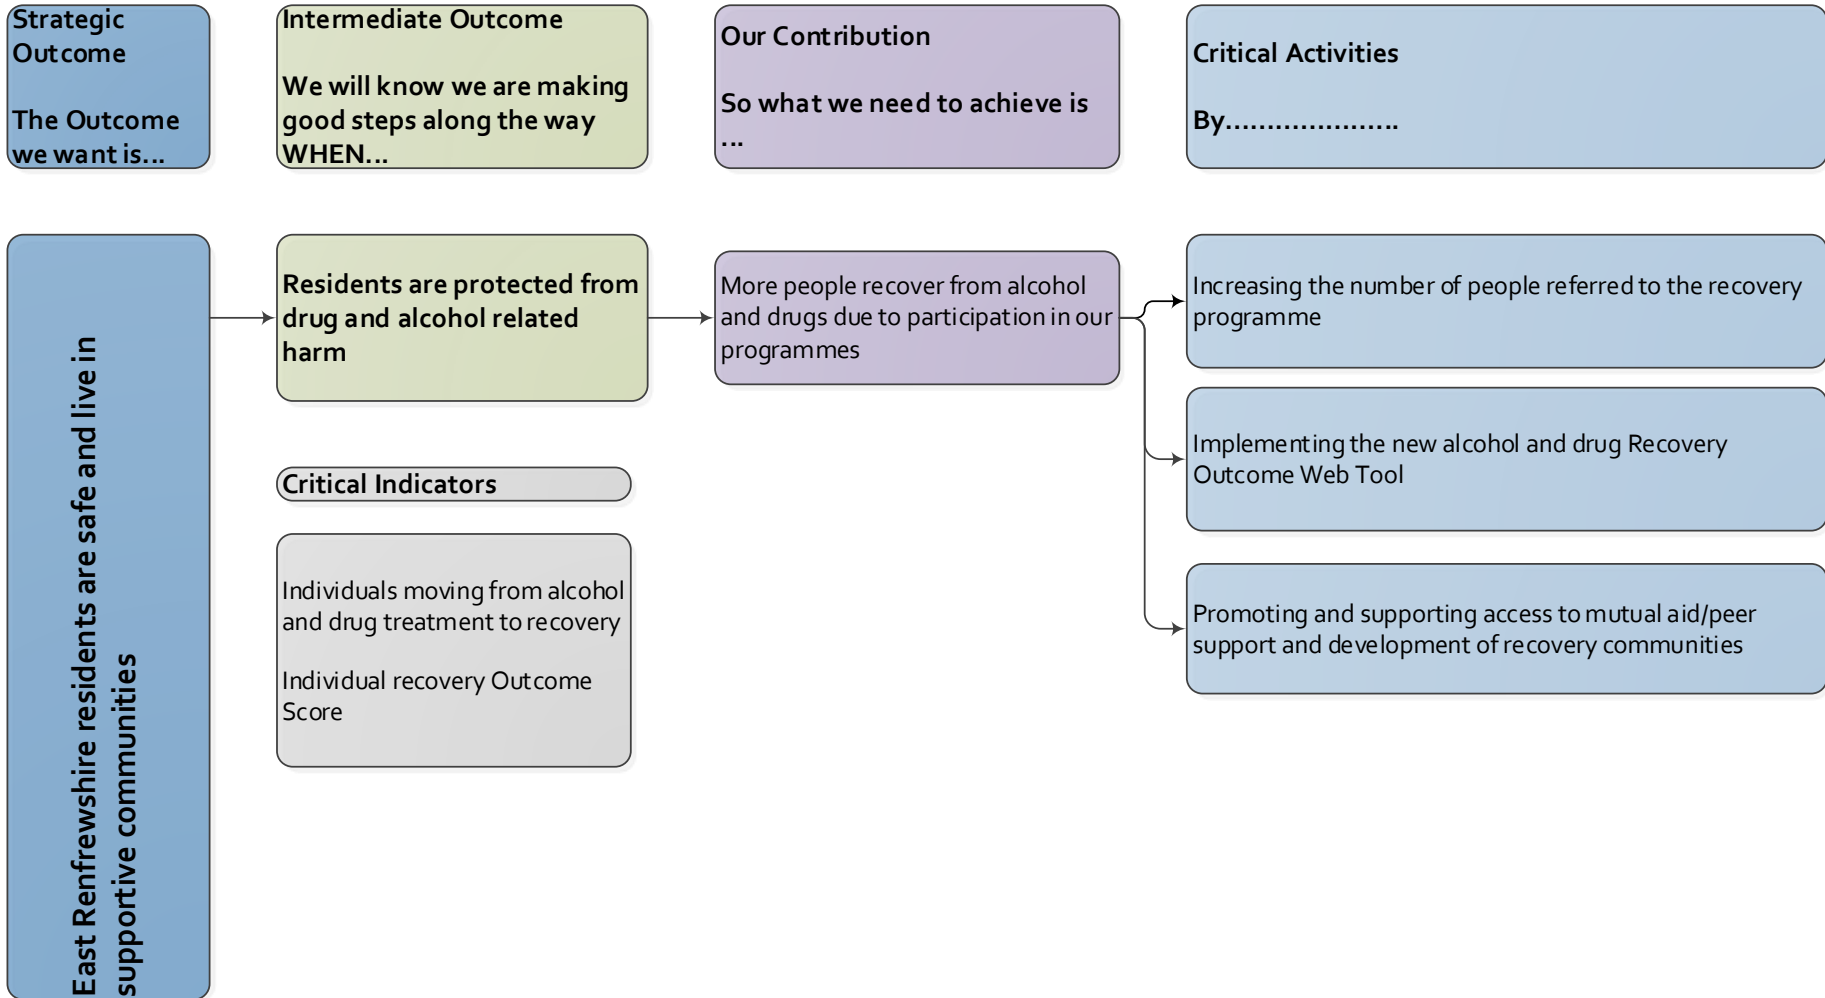 Strategic
Outcome
The Outcome
we want is...
Intermediate Outcome
We will know we are making
good steps along the way
WHEN...
Our Contribution
So what we need to achieve is
...
Critical Activities
By.....................
East Renfrewshire residents are safe and live in
supportive communities
Residents are protected from
drug and alcohol related
harm
Critical Indicators
Individuals moving from alcohol
and drug treatment to recovery
Individual recovery Outcome
Score
More people recover from alcohol
and drugs due to participation in our
programmes
Increasing the number of people referred to the recovery
programme
Implementing the new alcohol and drug Recovery
Outcome Web Tool
Promoting and supporting access to mutual aid/peer
support and development of recovery communities